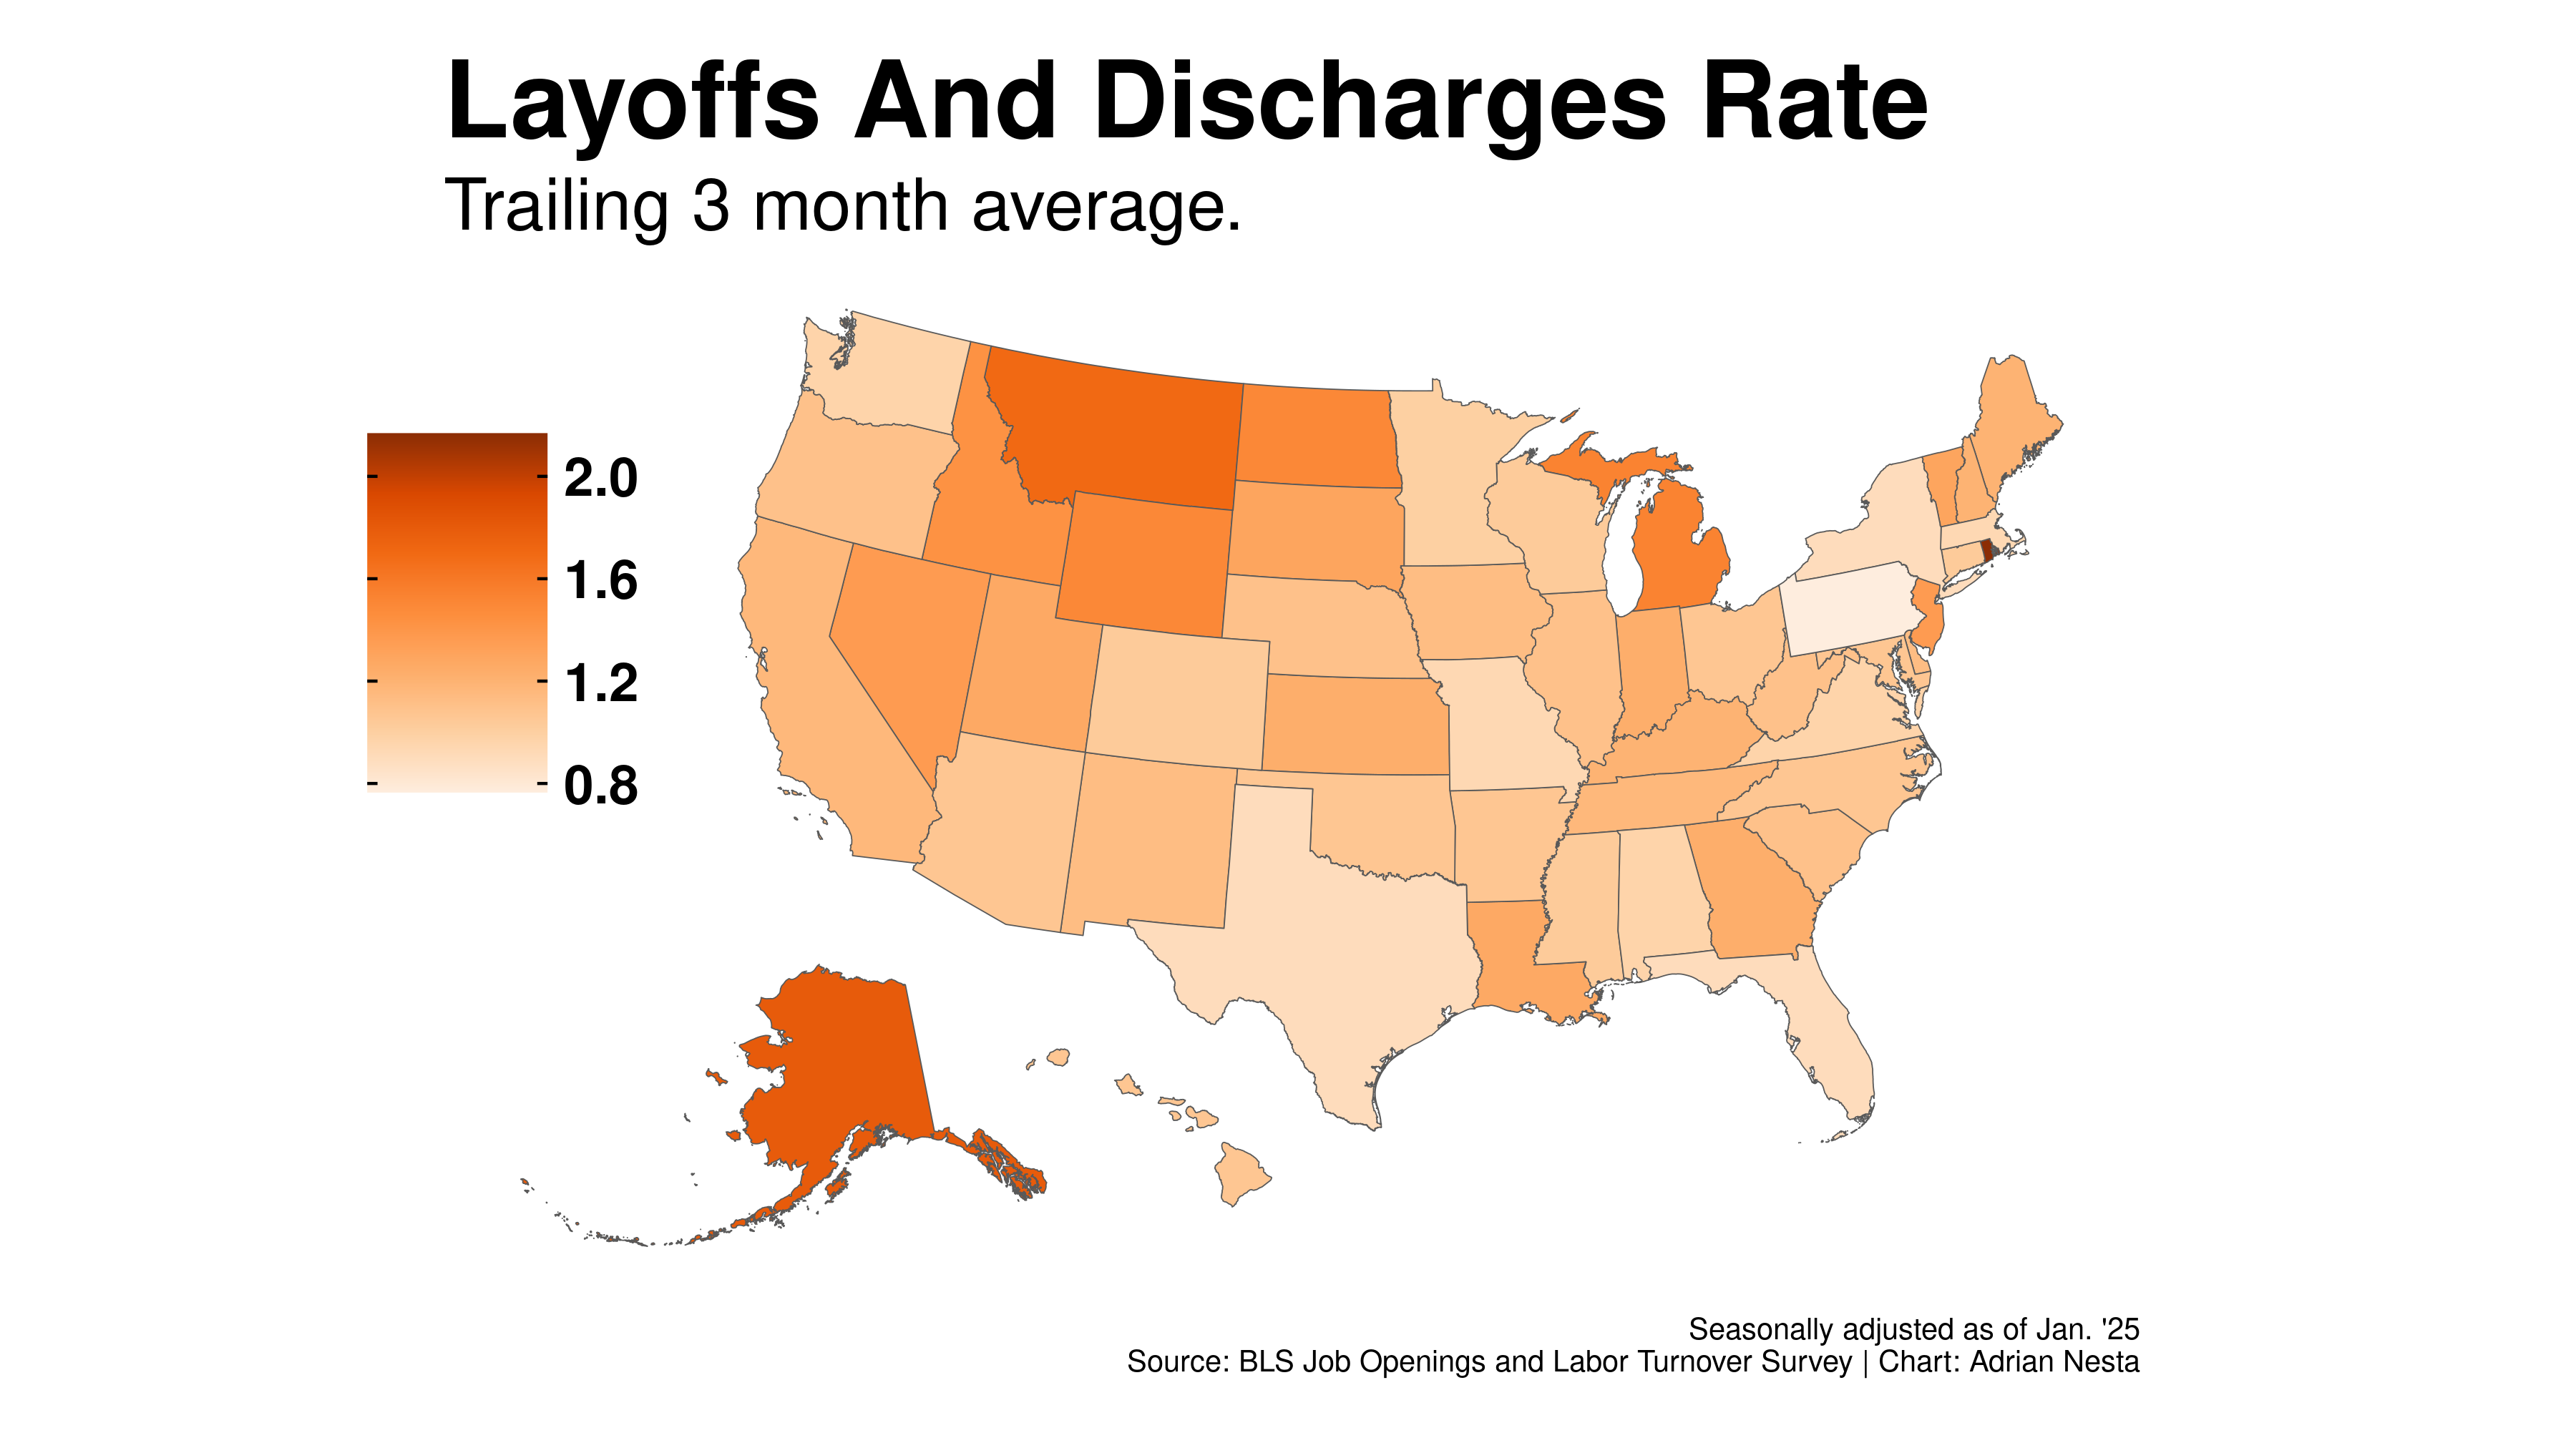 Layoffs And Discharges Rate
Trailing 3 month average.
2.0
1.6
1.2
0.8
Seasonally adjusted as of Jan. '25
Source: BLS Job Openings and Labor Turnover Survey | Chart: Adrian Nesta